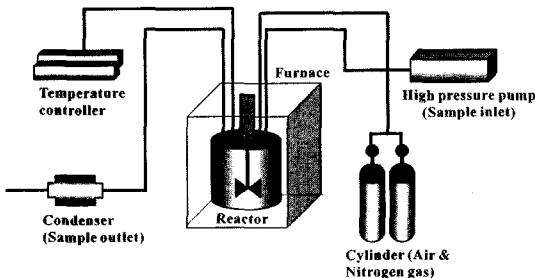 Furnace
Temperature
controller
High pressure pump
(Sample inlet)
Condenser
(Sample outlet)
Reactor
Cylinder (Air &
Nitrogen gas)